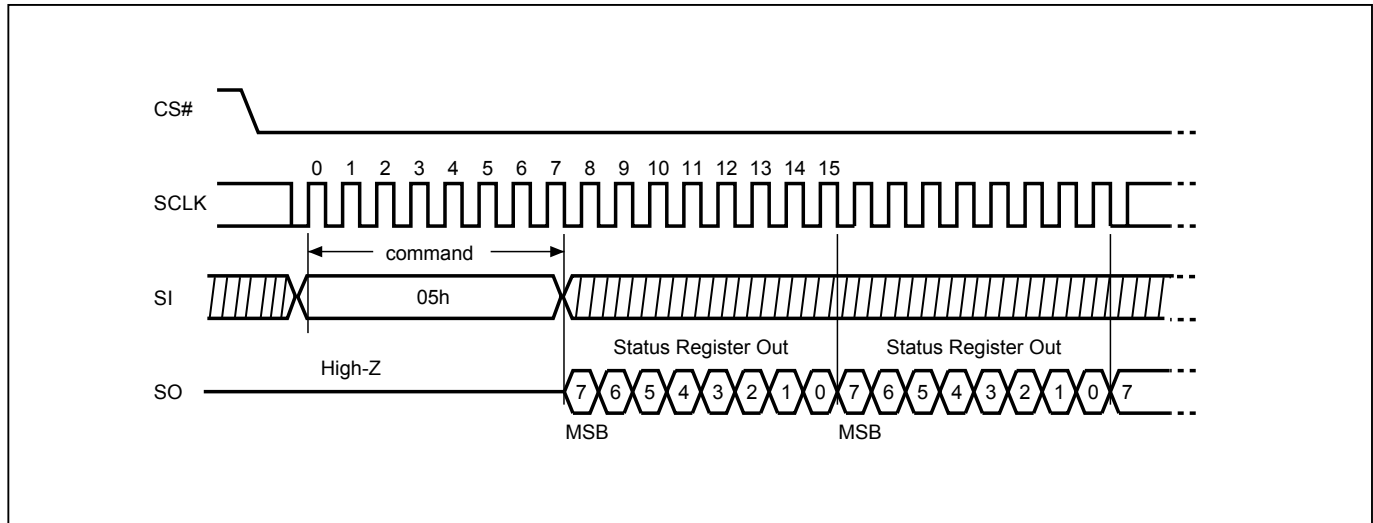 CS#
0 1 2 3 4 5 6 7 8 9 10 11 12 13 14 15
SCLK
command
SI
05h
Status Register Out Status Register Out
High-Z
SO
7 6 5 4 3 2 1 0 7 6 5 4 3 2 1 0 7
MSB MSB